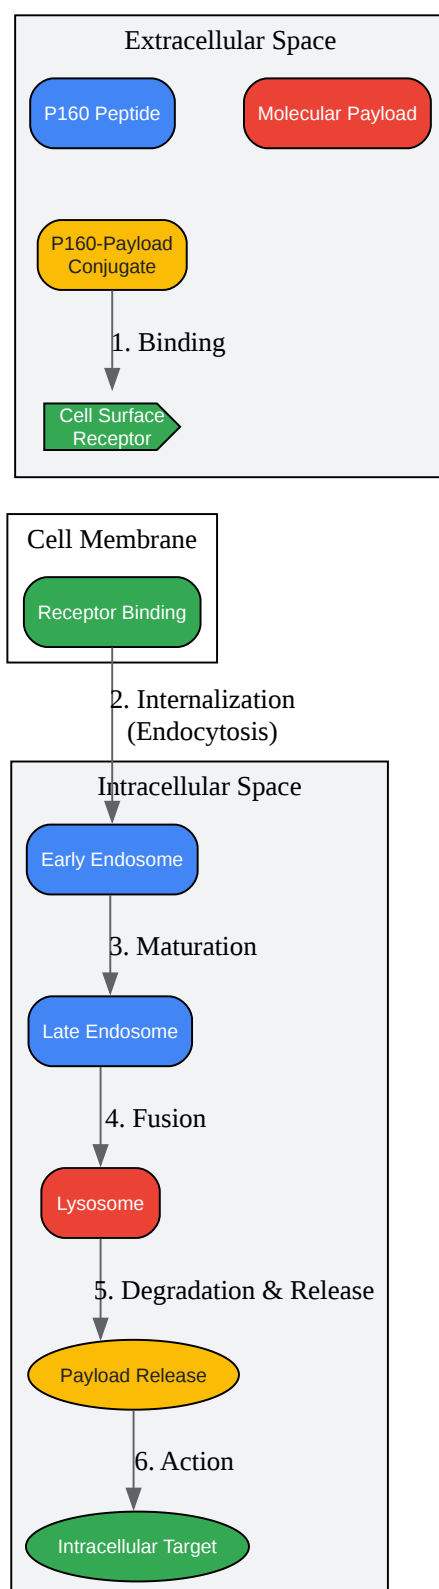 Extracellular Space
P160 Peptide
Molecular Payload
P160-Payload
Conjugate
1. Binding
Cell Surface
Receptor
Cell Membrane
Receptor Binding
2. Internalization
(Endocytosis)
Intracellular Space
Early Endosome
3. Maturation
Late Endosome
4. Fusion
Lysosome
5. Degradation & Release
Payload Release
6. Action
Intracellular Target